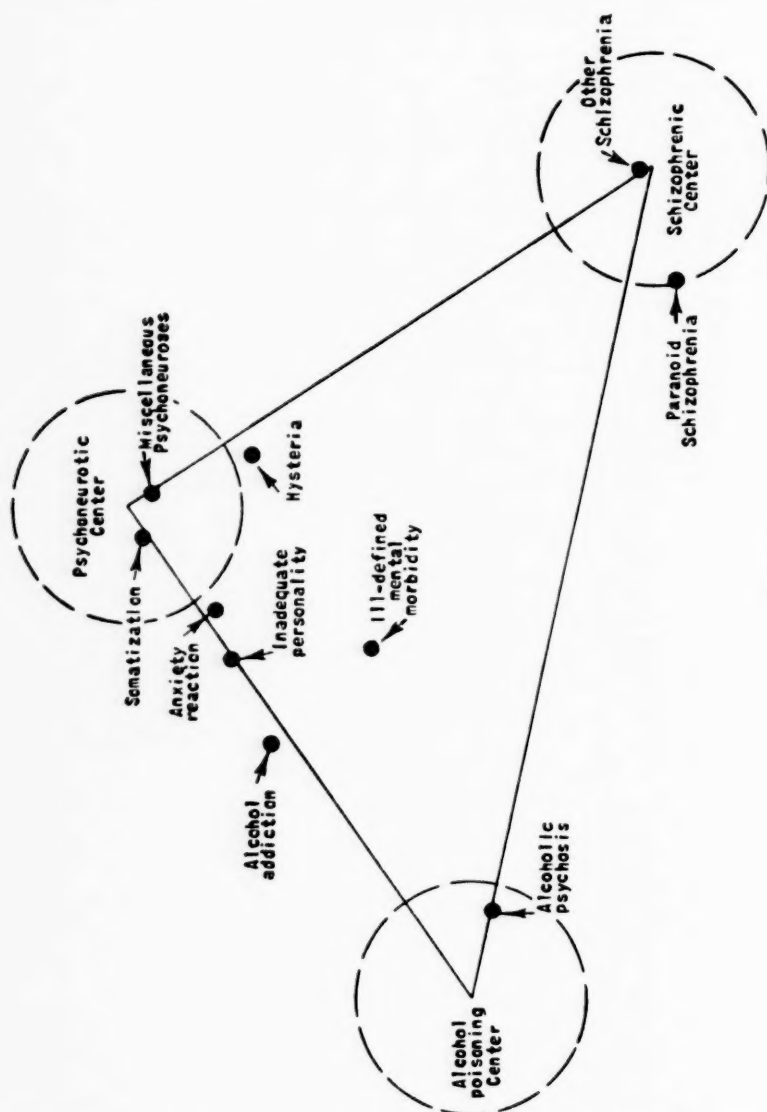 Psychoneurotic
Center
Somatization
Miscellaneous
Psychoneuroses
Anxiety
reaction
Alcohol
addiction
Inadequate
personality
Hysteria
Ill-defined
mental
morbidity
Alcohol
poisoning
Center
Alcoholic
psychosis
Other
Schizophrenia
Schizophrenic
Center
Paranoid
Schizophrenia